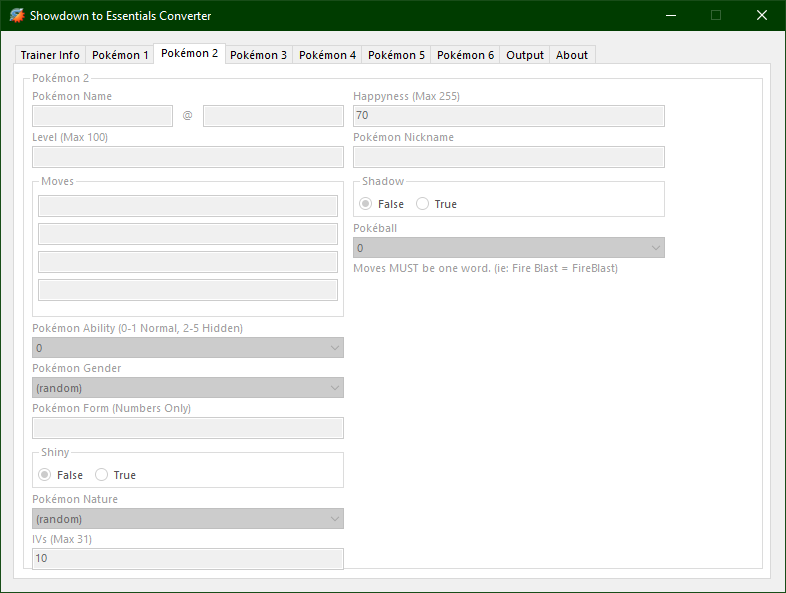 Showdown to Essentials Converter
Trainer Info Pokémon 1 Pokémon 2 Pokémon 3 Pokémon 4 Pokémon 5 Pokémon 6 Output About
Pokémon 2
Pokémon Name
@
Level (Max 100)
Moves
Pokémon Ability (0-1 Normal, 2-5 Hidden)
0
Pokémon Gender
(random)
Pokémon Form (Numbers Only)
Shiny
False True
Pokémon Nature
(random)
IVs (Max 31)
10
Happyness (Max 255)
70
Pokémon Nickname
Shadow
False True
Pokéball
0
Moves MUST be one word. (ie: Fire Blast = FireBlast)